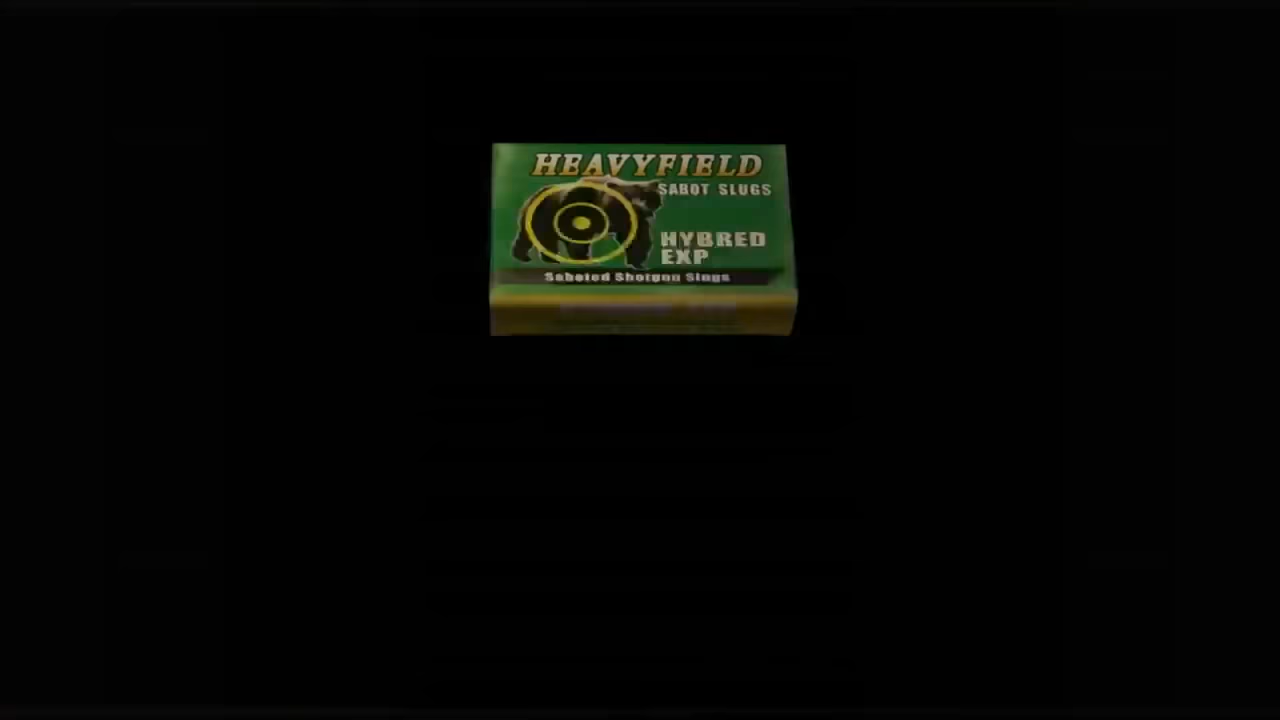 HEAVYFIELD
SABOT SLUGS
HYBRED
EXP
Saboted Shotgun Slugs